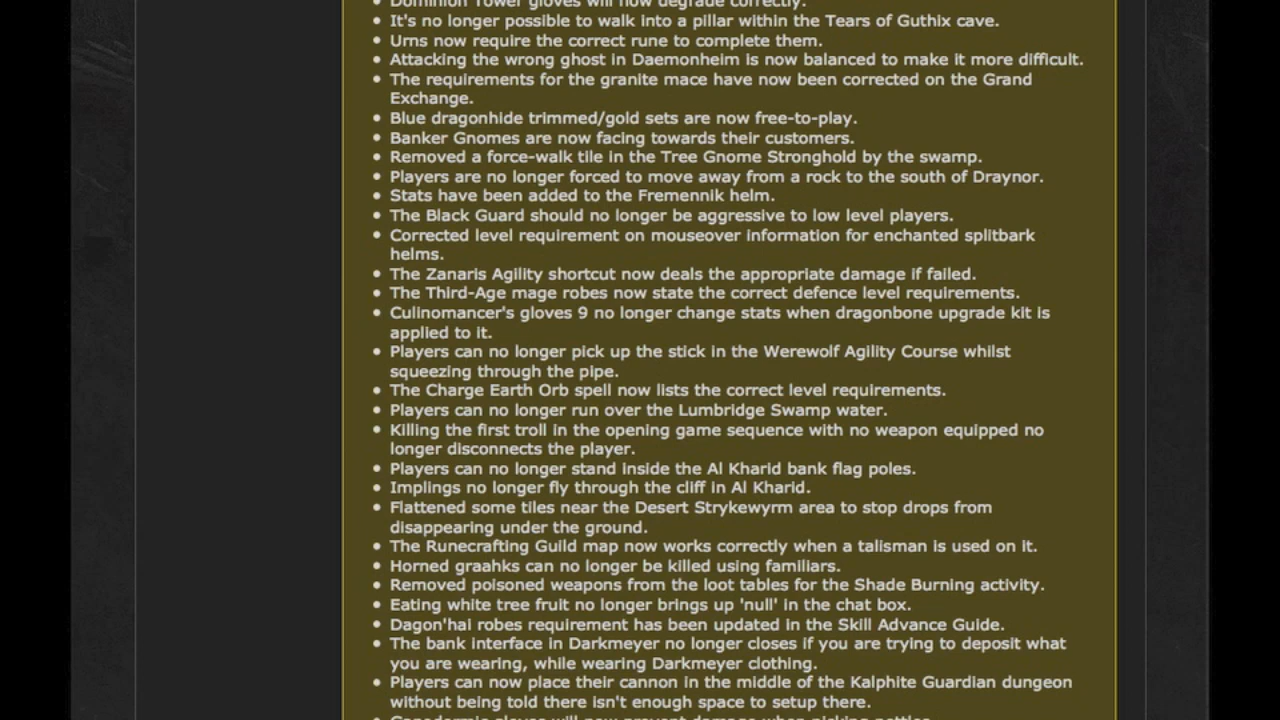 Dominion Tower gloves will now degrade correctly.
• It's no longer possible to walk into a pillar within the Tears of Guthix cave.
• Urns now require the correct rune to complete them.
• Attacking the wrong ghost in Daemonheim is now balanced to make it more difficult.
• The requirements for the granite mace have now been corrected on the Grand
Exchange.
• Blue dragonhide trimmed/gold sets are now free-to-play.
• Banker Gnomes are now facing towards their customers.
• Removed a force-walk tile in the Tree Gnome Stronghold by the swamp.
• Players are no longer forced to move away from a rock to the south of Draynor.
• Stats have been added to the Fremennik helm.
• The Black Guard should no longer be aggressive to low level players.
• Corrected level requirement on mouseover information for enchanted splitbark
helms.
• The Zanaris Agility shortcut now deals the appropriate damage if failed.
• The Third-Age mage robes now state the correct defence level requirements.
• Culinomancer's gloves 9 no longer change stats when dragonbone upgrade kit is
applied to it.
• Players can no longer pick up the stick in the Werewolf Agility Course whilst
squeezing through the pipe.
• The Charge Earth Orb spell now lists the correct level requirements.
• Players can no longer run over the Lumbridge Swamp water.
• Killing the first troll in the opening game sequence with no weapon equipped no
longer disconnects the player.
• Players can no longer stand inside the Al Kharid bank flag poles.
• Implings no longer fly through the cliff in Al Kharid.
• Flattened some tiles near the Desert Strykewyrm area to stop drops from
disappearing under the ground.
• The Runecrafting Guild map now works correctly when a talisman is used on it.
• Horned graahks can no longer be killed using familiars.
• Removed poisoned weapons from the loot tables for the Shade Burning activity.
• Eating white tree fruit no longer brings up 'null' in the chat box.
• Dagon'hai robes requirement has been updated in the Skill Advance Guide.
• The bank interface in Darkmeyer no longer closes if you are trying to deposit what
you are wearing, while wearing Darkmeyer clothing.
• Players can now place their cannon in the middle of the Kalphite Guardian dungeon
without being told there isn't enough space to setup there.